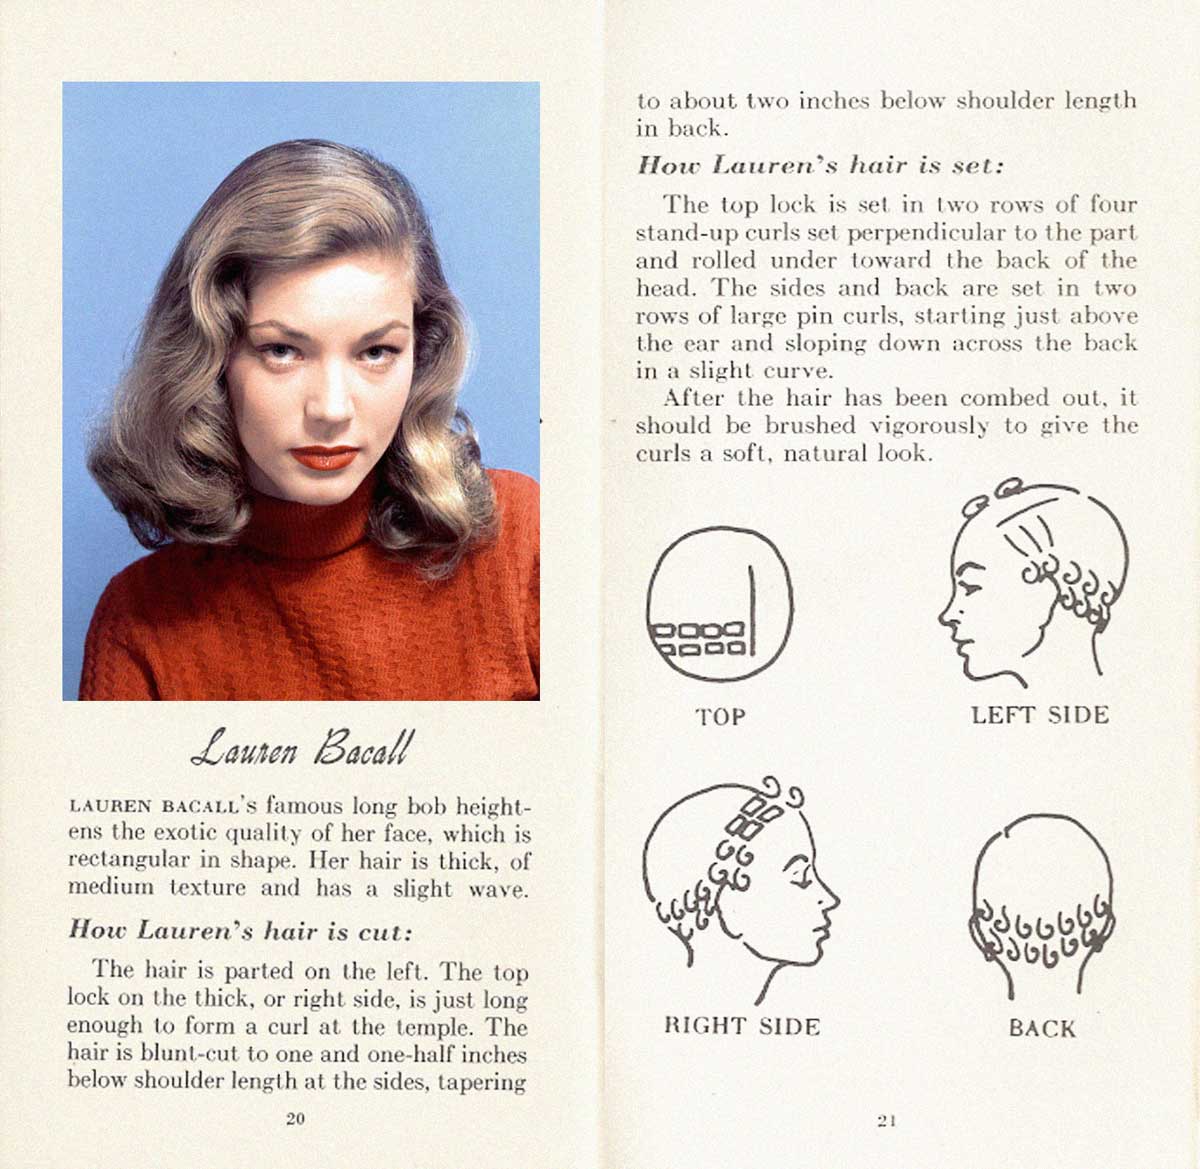 Lauren Bacall
LAUREN BACALL's famous long bob height-
ens the exotic quality of her face, which is
rectangular in shape. Her hair is thick, of
medium texture and has a slight wave.
How Lauren's hair is cut:
The hair is parted on the left. The top
lock on the thick, or right side, is just long
enough to form a curl at the temple. The
hair is blunt-cut to one and one-half inches
below shoulder length at the sides, tapering
20
to about two inches below shoulder length
in back.
How Lauren's hair is set:
The top lock is set in two rows of four
stand-up curls set perpendicular to the part
and rolled under toward the back of the
head. The sides and back are set in two
rows of large pin curls, starting just above
the ear and sloping down across the back
in a slight curve.
After the hair has been combed out, it
should be brushed vigorously to give the
curls a soft, natural look.
TOP
LEFT SIDE
RIGHT SIDE
BACK
21